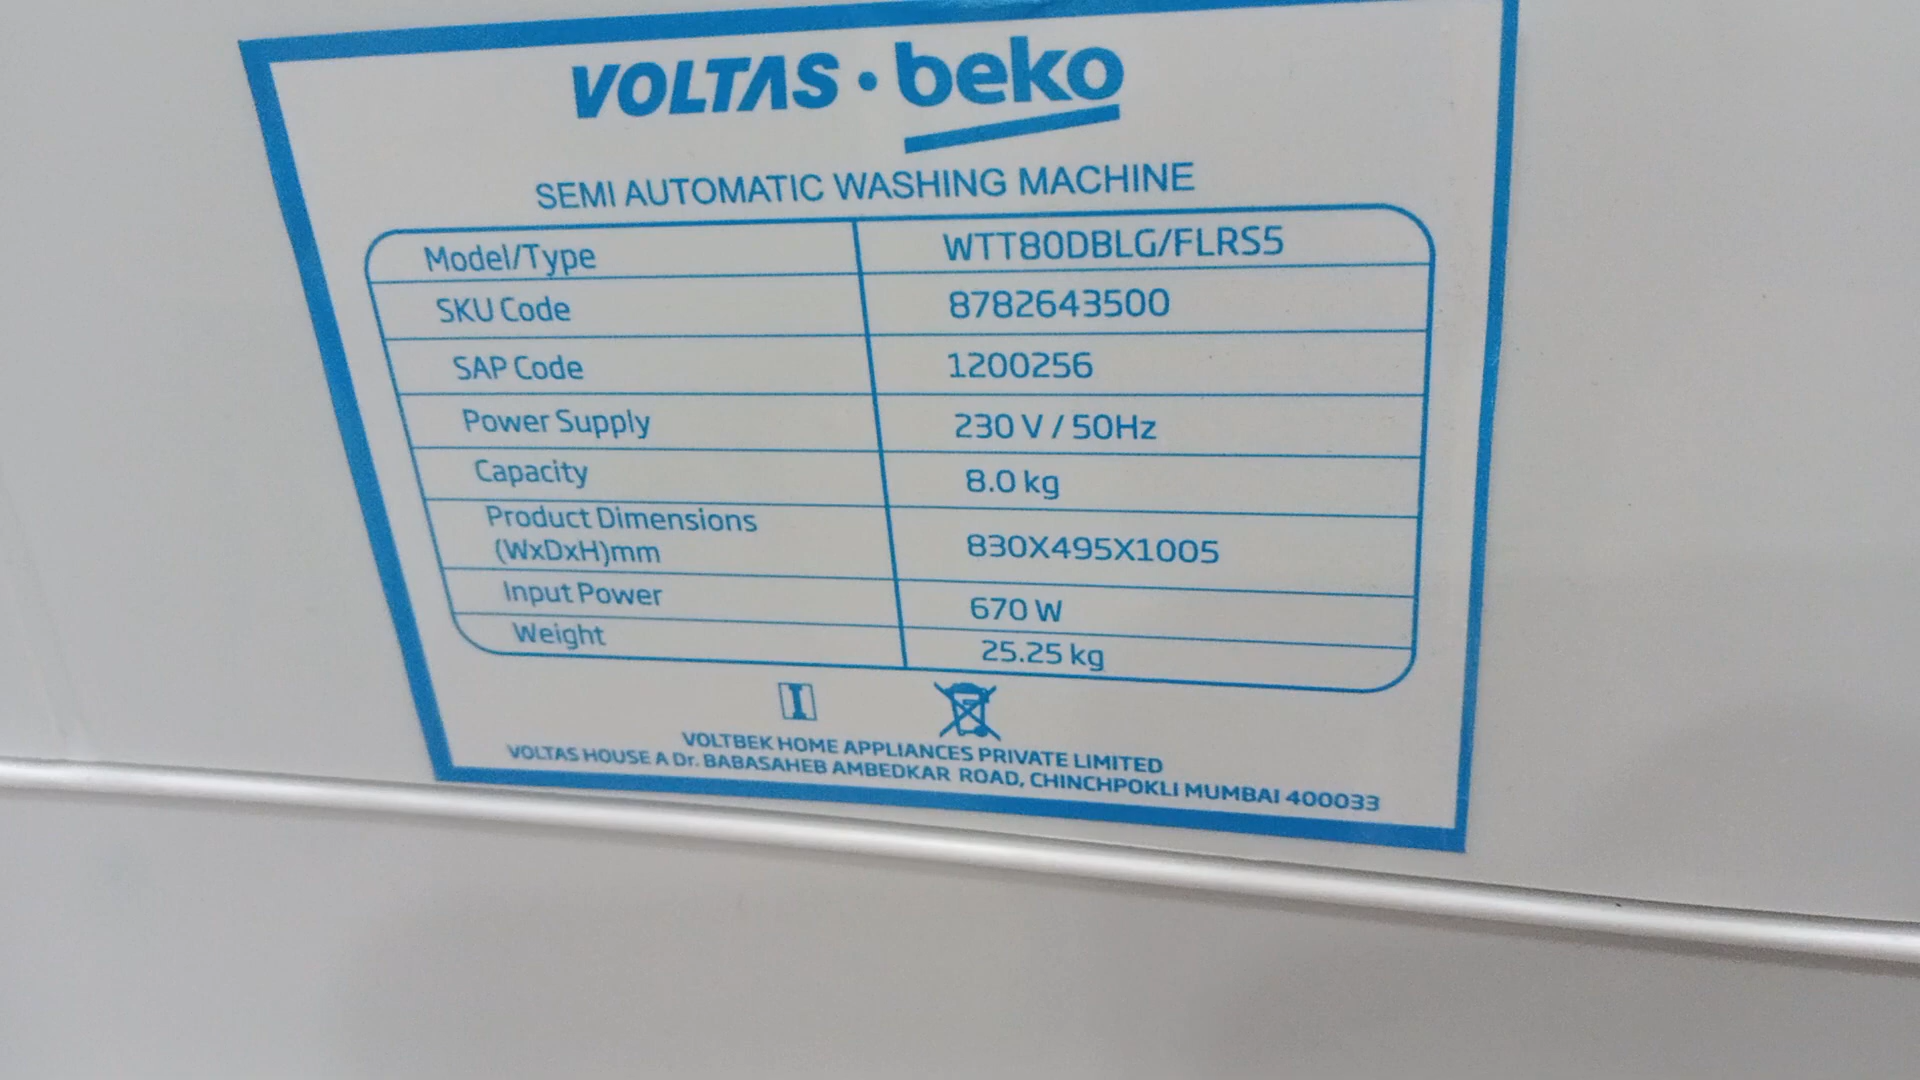 VOLTAS • beko
SEMI AUTOMATIC WASHING MACHINE
Model/Type WTT80DBLG/FLRS5
SKU Code 8782643500
SAP Code 1200256
Power Supply 230 V / 50Hz
Capacity 8.0 kg
Product Dimensions
(WxDxH)mm 830X495X1005
Input Power 670 W
Weight 25.25 kg
I
VOLTBEK HOME APPLIANCES PRIVATE LIMITED
VOLTAS HOUSE A Dr. BABASAHEB AMBEDKAR ROAD, CHINCHPOKLI MUMBAI 400033